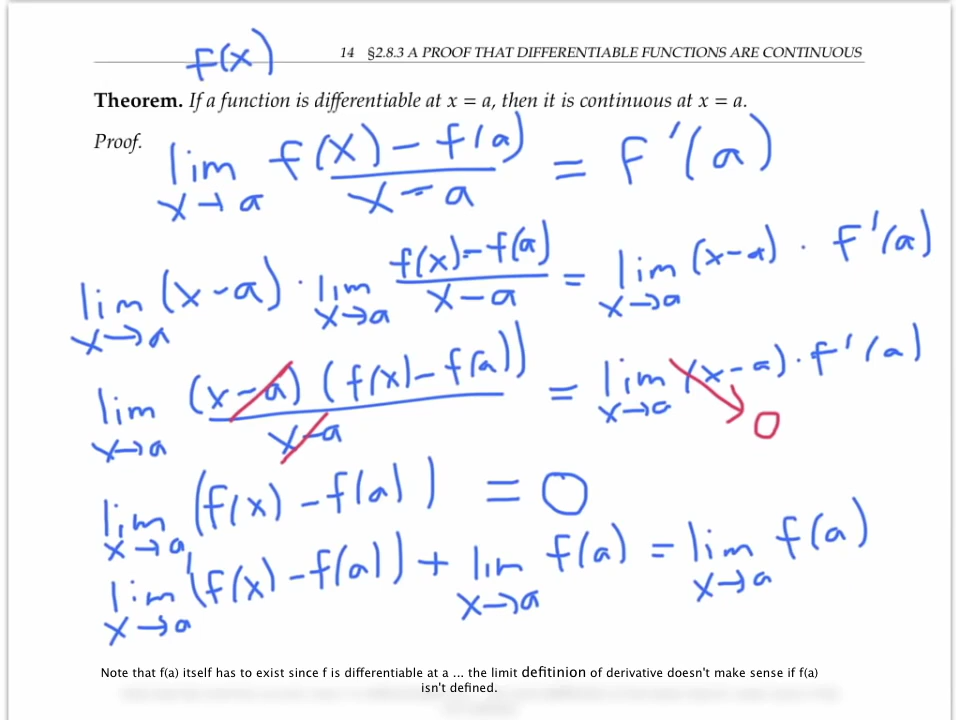 f(x)
14 §2.8.3 A PROOF THAT DIFFERENTIABLE FUNCTIONS ARE CONTINUOUS
Theorem. If a function is differentiable at x = a, then it is continuous at x = a.
Proof.
lim x→a (f(x) - f(a))/(x - a) = f'(a)
lim x→a (x-a) · lim x→a (f(x)-f(a))/(x-a) = lim x→a (x-a) · f'(a)
lim x→a ((x-a)(f(x)-f(a)))/(x-a) = lim x→a (x-a)·f'(a) 0
lim x→a (f(x) - f(a)) = 0
lim x→a (f(x) - f(a)) + lim x→a f(a) = lim x→a f(a)
Note that f(a) itself has to exist since f is differentiable at a ... the limit defitinion of derivative doesn't make sense if f(a)
isn't defined.